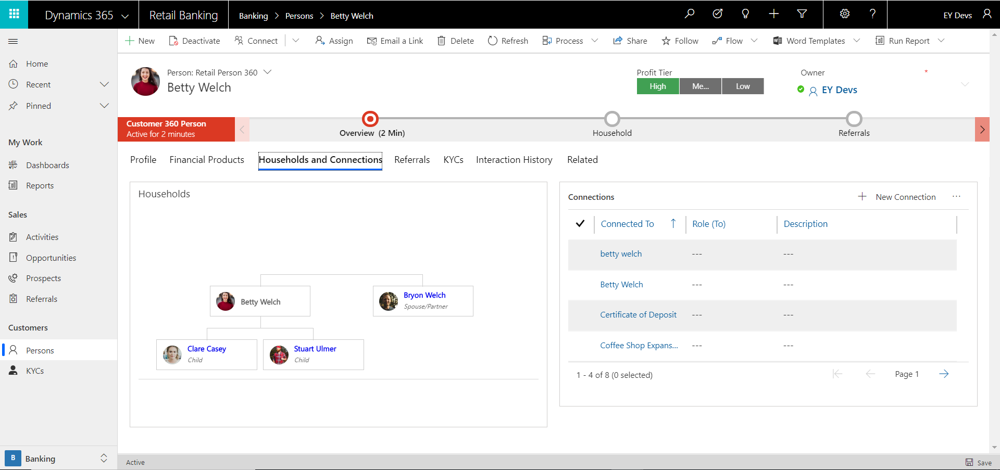 Dynamics 365
Retail Banking
Banking > Persons > Betty Welch
?
EY Devs
New
Deactivate
Connect
Assign
Email a Link
Delete
Refresh
Process
Share
Follow
Flow
Word Templates
Run Report
Home
Recent
Pinned
My Work
Dashboards
Reports
Sales
Activities
Opportunities
Prospects
Referrals
Customers
Persons
KYCs
B
Banking
Person: Retail Person 360
Betty Welch
Profit Tier
High
Me...
Low
Owner
*
EY Devs
Customer 360 Person
Active for 2 minutes
Overview (2 Min)
Household
Referrals
Profile
Financial Products
Households and Connections
Referrals
KYCs
Interaction History
Related
Households
Betty Welch
Bryon Welch
Spouse/Partner
Clare Casey
Child
Stuart Ulmer
Child
Connections
New Connection
...
Connected To
Role (To)
Description
betty welch --- ---
Betty Welch --- ---
Certificate of Deposit --- ---
Coffee Shop Expans... --- ---
1 - 4 of 8 (0 selected)
Page 1
Active
Save